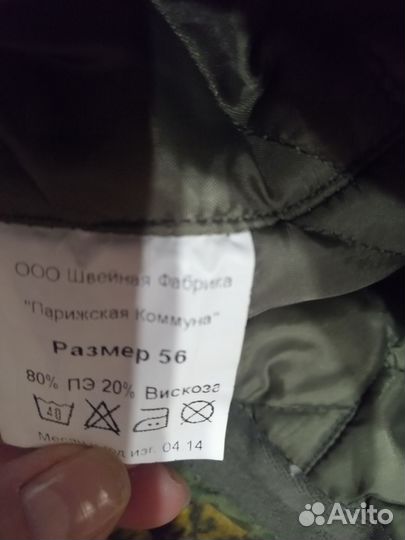 ООО Швейная Фабрика
"Парижская Коммуна"
Размер 56
80% ПЭ 20% Вискоза
40
Месяц и год изг. 04.14
Avito